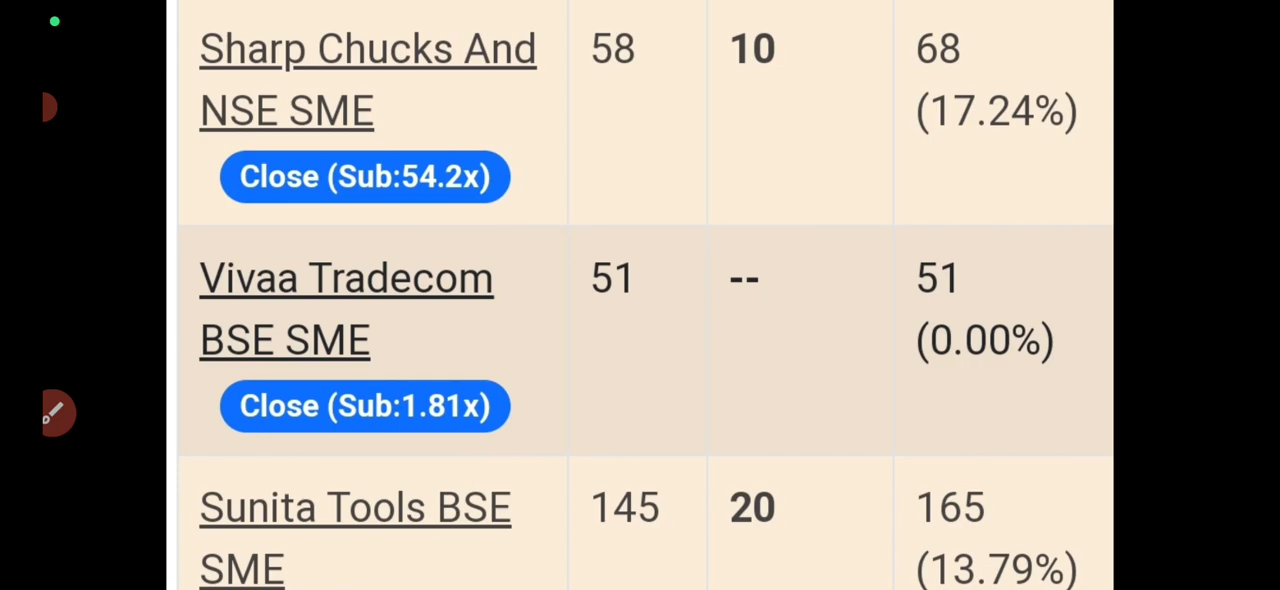 Sharp Chucks And 58 10 68
NSE SME (17.24%)
Close (Sub:54.2x)
Vivaa Tradecom 51 -- 51
BSE SME (0.00%)
Close (Sub:1.81x)
Sunita Tools BSE 145 20 165
SME (13.79%)